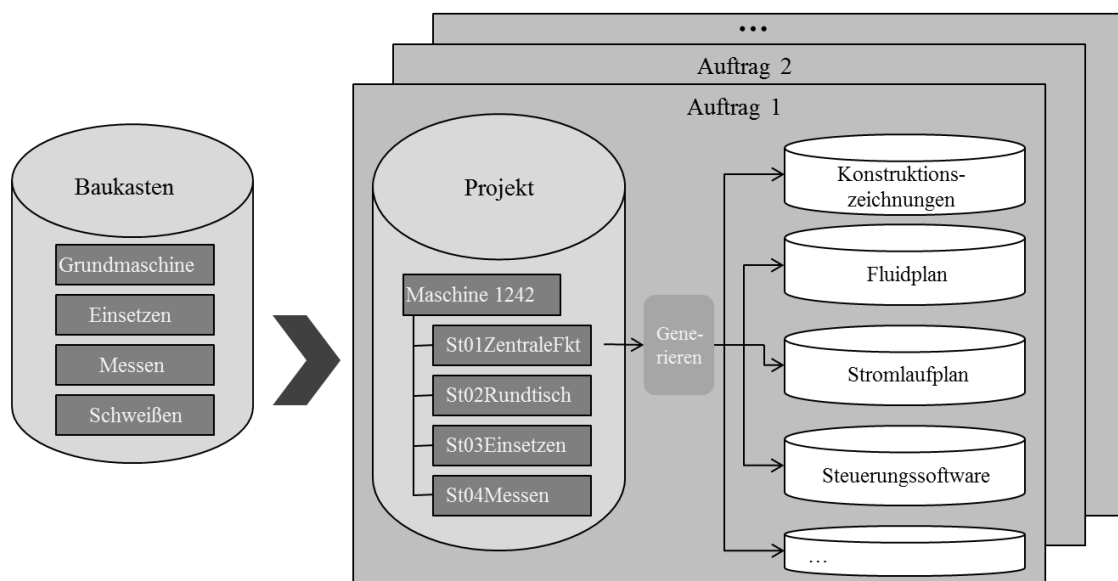 ...
Auftrag 2
Auftrag 1
Baukasten
Grundmaschine
Einsetzen
Messen
Schweißen
Projekt
Maschine 1242
St01ZentraleFkt
St02Rundtisch
St03Einsetzen
St04Messen
Gene-
rieren
Konstruktions-
zeichnungen
Fluidplan
Stromlaufplan
Steuerungssoftware
...